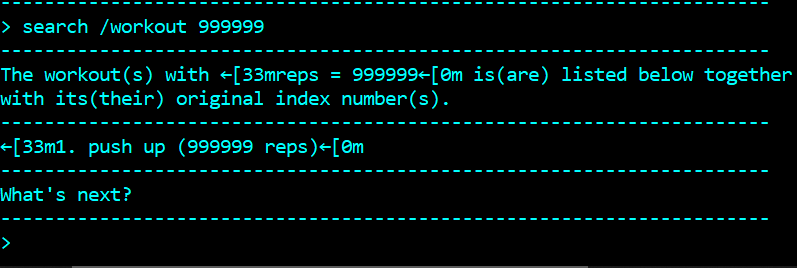 ----------------------------------------------------------------------
> search /workout 999999
----------------------------------------------------------------------
The workout(s) with ←[33mreps = 999999←[0m is(are) listed below together
with its(their) original index number(s).
----------------------------------------------------------------------
←[33m1. push up (999999 reps)←[0m
----------------------------------------------------------------------
What's next?
----------------------------------------------------------------------
>